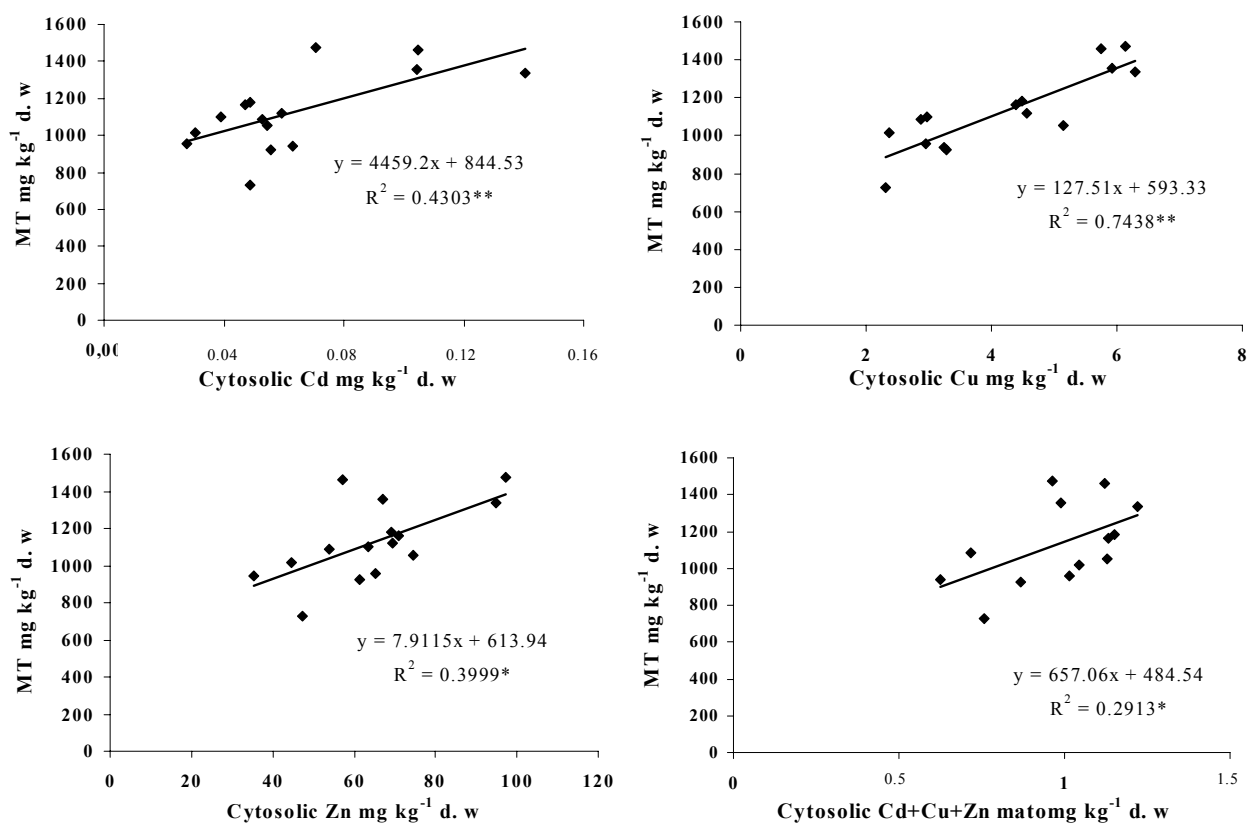 1600
1400
1200
1000
800
600
400
200
0
MT mg kg⁻¹ d. w
y = 4459.2x + 844.53
R² = 0.4303**
0,00 0.04 0.08 0.12 0.16
Cytosolic Cd mg kg⁻¹ d. w
1600
1400
1200
1000
800
600
400
200
0
MT mg kg⁻¹ d. w
y = 127.51x + 593.33
R² = 0.7438**
0 2 4 6 8
Cytosolic Cu mg kg⁻¹ d. w
1600
1400
1200
1000
800
600
400
200
0
MT mg kg⁻¹ d. w
y = 7.9115x + 613.94
R² = 0.3999*
0 20 40 60 80 100 120
Cytosolic Zn mg kg⁻¹ d. w
1600
1400
1200
1000
800
600
400
200
0
MT mg kg⁻¹ d. w
y = 657.06x + 484.54
R² = 0.2913*
0 0.5 1 1.5
Cytosolic Cd+Cu+Zn matomg kg⁻¹ d. w